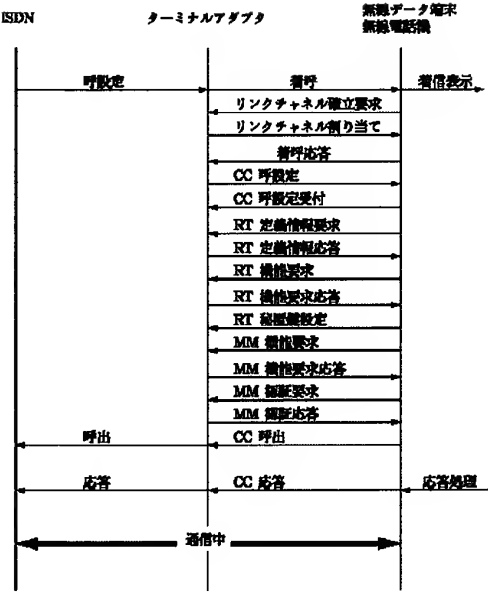 ISDN
ターミナルアダプタ
無線データ端末
無線電話機
呼設定
着呼
着信表示
リンクチャネル確立要求
リンクチャネル割り当て
着呼応答
CC 呼設定
CC 呼設定受付
RT 定義情報要求
RT 定義情報応答
RT 機能要求
RT 機能要求応答
RT 秘匿鍵設定
MM 機能要求
MM 機能要求応答
MM 認証要求
MM 認証応答
呼出
CC 呼出
応答
CC 応答
応答処理
通信中